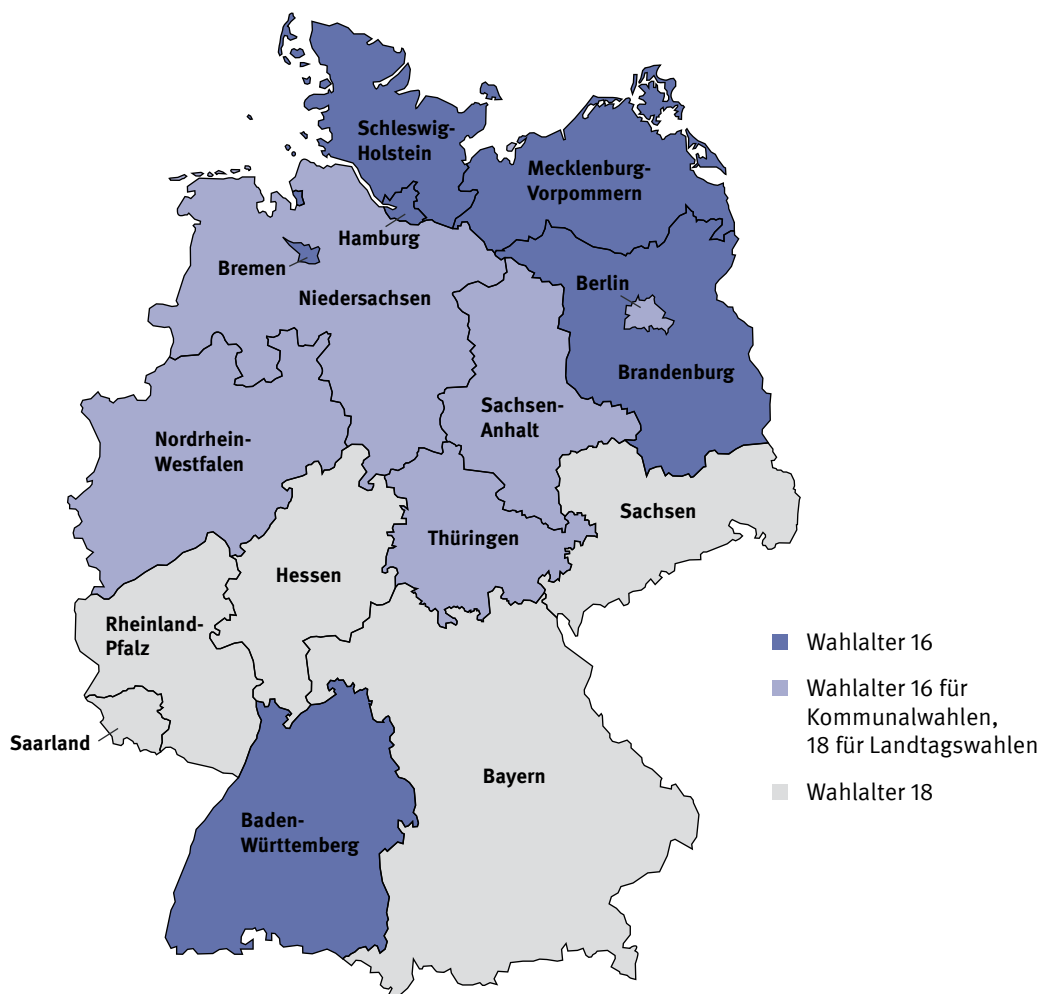 Schleswig-
Holstein
Mecklenburg-
Vorpommern
Hamburg
Bremen
Niedersachsen
Berlin
Brandenburg
Sachsen-
Anhalt
Nordrhein-
Westfalen
Sachsen
Thüringen
Hessen
Rheinland-
Pfalz
Saarland
Bayern
Baden-
Württemberg
Wahlalter 16
Wahlalter 16 für
Kommunalwahlen,
18 für Landtagswahlen
Wahlalter 18